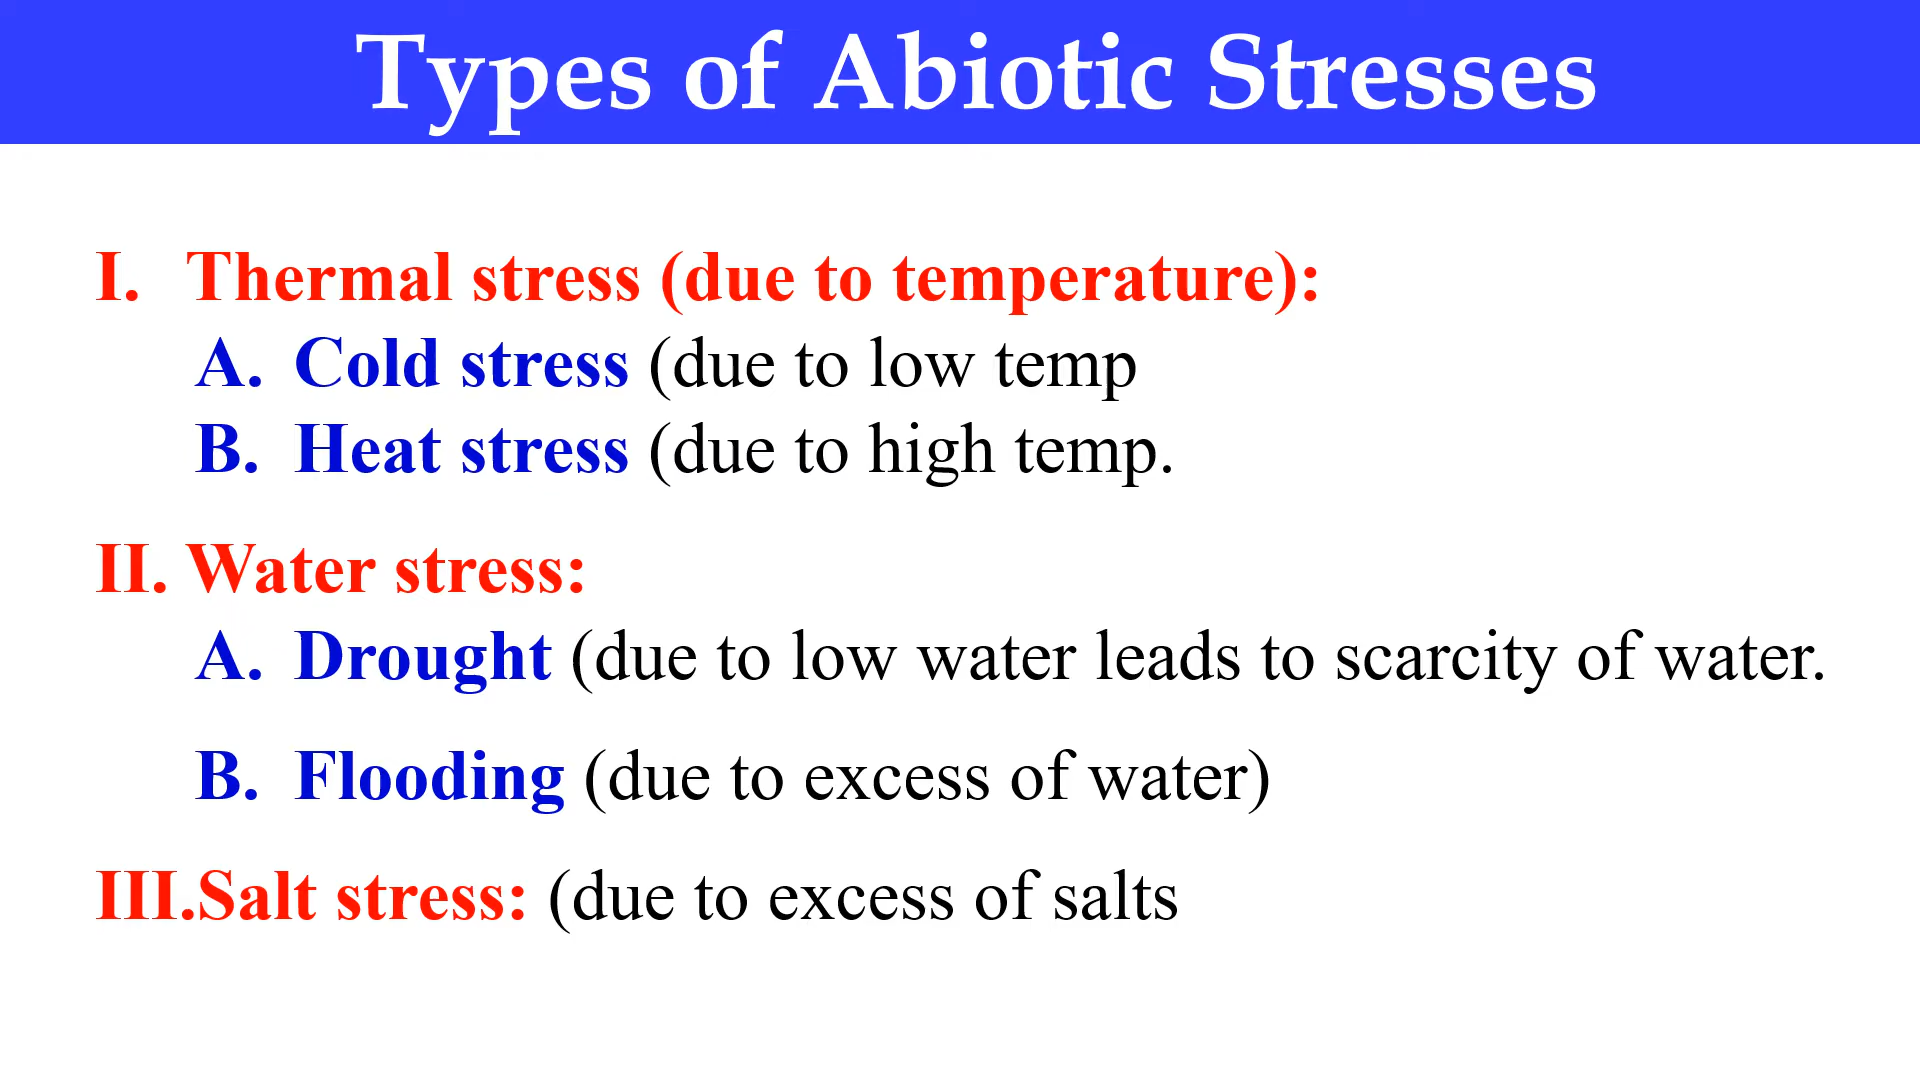 Types of Abiotic Stresses
I. Thermal stress (due to temperature):
A. Cold stress (due to low temp
B. Heat stress (due to high temp.
II. Water stress:
A. Drought (due to low water leads to scarcity of water.
B. Flooding (due to excess of water)
III.Salt stress: (due to excess of salts